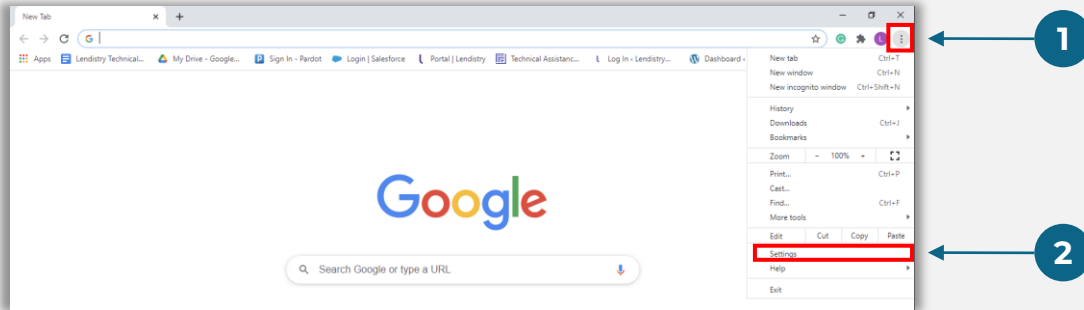 New Tab
G
L
1
Apps Lendistry Technical... My Drive - Google... Sign In - Pardot Login | Salesforce Portal | Lendistry Technical Assistanc... Log In ‹ Lendistry... Dashboard ‹
New tab Ctrl+T
New window Ctrl+N
New incognito window Ctrl+Shift+N
History
Downloads Ctrl+J
Bookmarks
Zoom - 100% +
Print... Ctrl+P
Cast...
Find... Ctrl+F
More tools
Edit Cut Copy Paste
Settings
2
Help
Exit
Google
Search Google or type a URL